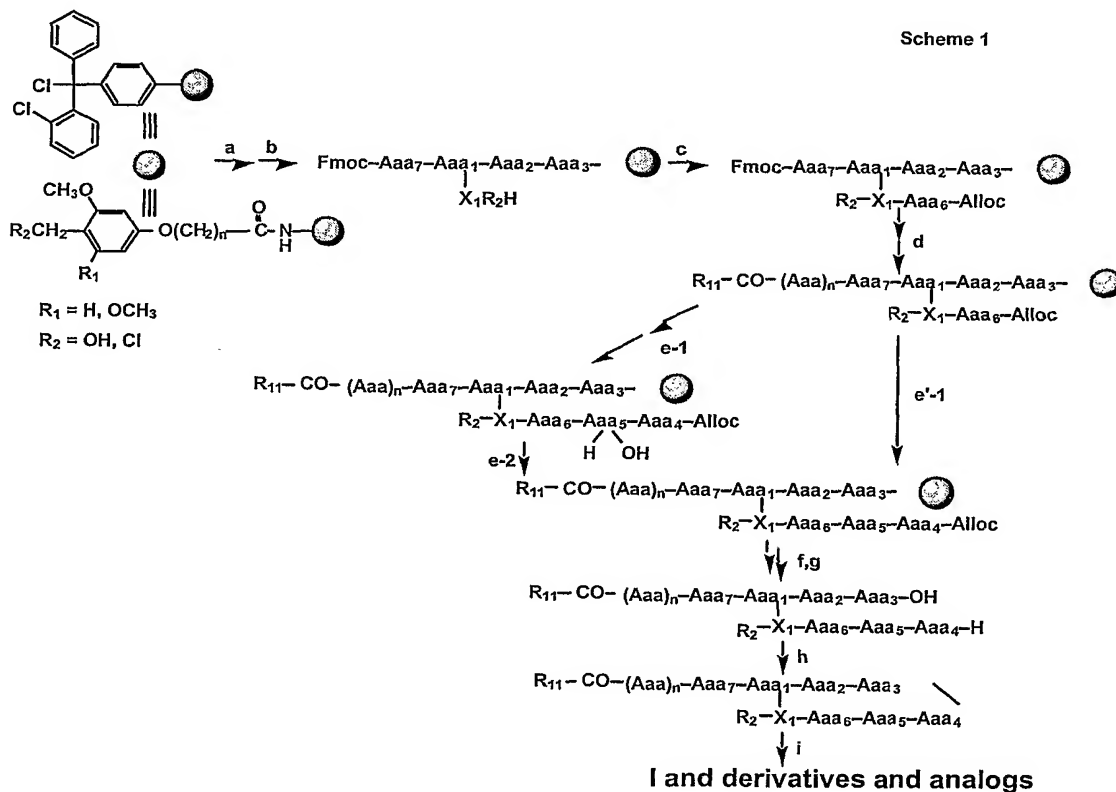 Scheme 1
Cl
Cl
a b Fmoc–Aaa₇–Aaa₁–Aaa₂–Aaa₃– c Fmoc–Aaa₇–Aaa₁–Aaa₂–Aaa₃–
X₁R₂H
R₂–X₁–Aaa₆–Alloc
CH₃O
R₂CH₂ O(CH₂)n C NH
O
R₁
d
R₁₁–CO–(Aaa)n–Aaa₇–Aaa₁–Aaa₂–Aaa₃–
R₂–X₁–Aaa₆–Alloc
R₁ = H, OCH₃
R₂ = OH, Cl
e-1
e'-1
R₁₁–CO–(Aaa)n–Aaa₇–Aaa₁–Aaa₂–Aaa₃–
R₂–X₁–Aaa₆–Aaa₅–Aaa₄–Alloc
H OH
e-2
R₁₁–CO–(Aaa)n–Aaa₇–Aaa₁–Aaa₂–Aaa₃–
R₂–X₁–Aaa₆–Aaa₅–Aaa₄–Alloc
f,g
R₁₁–CO–(Aaa)n–Aaa₇–Aaa₁–Aaa₂–Aaa₃–OH
R₂–X₁–Aaa₆–Aaa₅–Aaa₄–H
h
R₁₁–CO–(Aaa)n–Aaa₇–Aaa₁–Aaa₂–Aaa₃
R₂–X₁–Aaa₆–Aaa₅–Aaa₄
i
I and derivatives and analogs